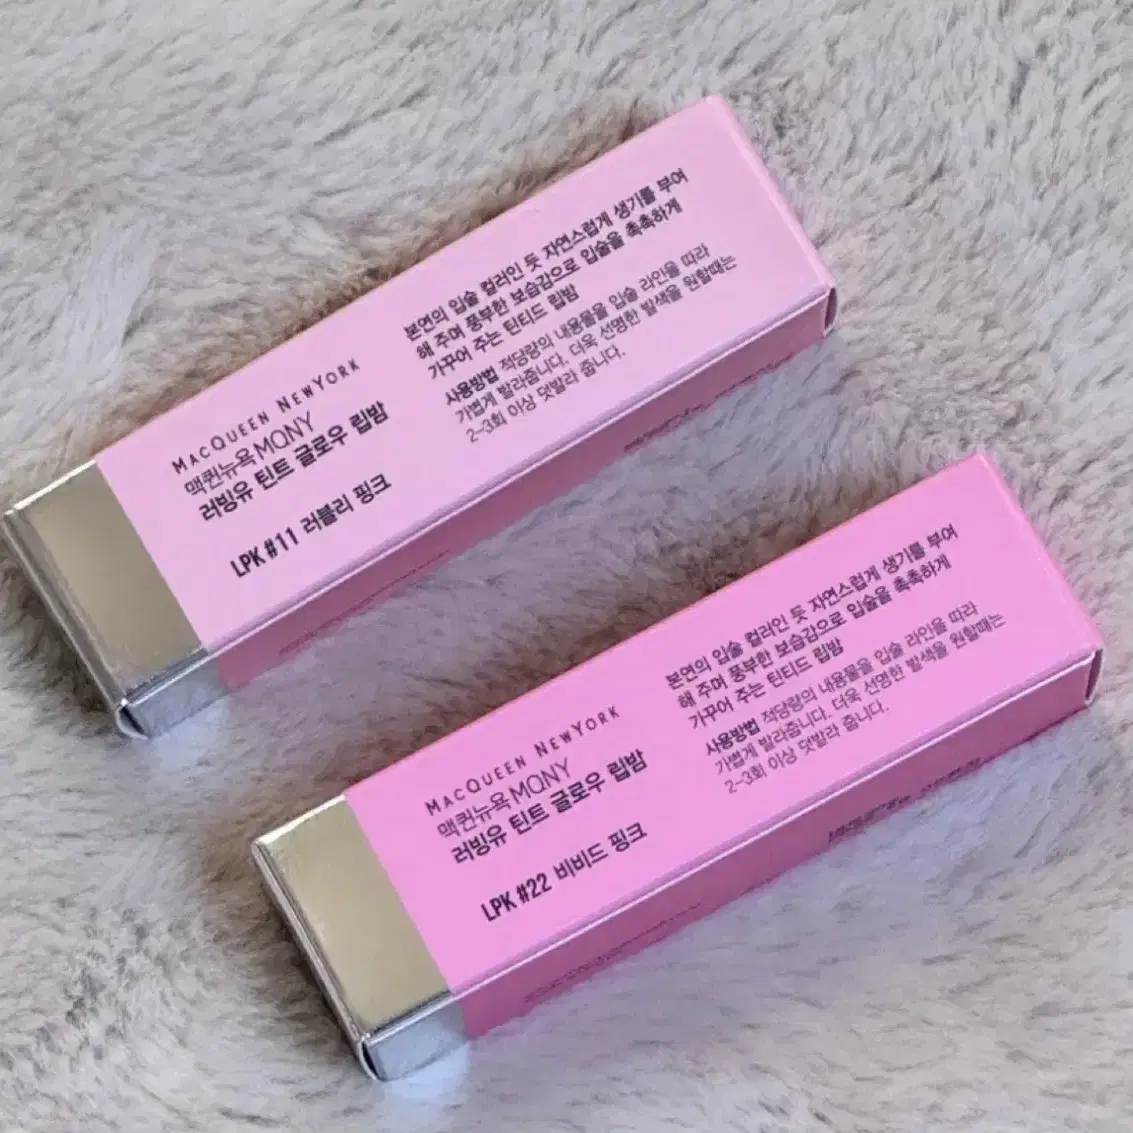 MACQUEEN NEWYORK
맥퀸뉴욕 MQNY
러빙유 틴트 글로우 립밤
LPK #11 러블리 핑크
본연의 입술 컬러인 듯 자연스럽게 생기를 부여
해 주며 풍부한 보습감으로 입술을 촉촉하게
가꾸어 주는 틴티드 립밤
사용방법 적당량의 내용물을 입술 라인을 따라
가볍게 발라줍니다. 더욱 선명한 발색을 원할때는
2-3회 이상 덧발라 줍니다.
MACQUEEN NEWYORK
맥퀸뉴욕 MQNY
러빙유 틴트 글로우 립밤
LPK #22 비비드 핑크
본연의 입술 컬러인 듯 자연스럽게 생기를 부여
해 주며 풍부한 보습감으로 입술을 촉촉하게
가꾸어 주는 틴티드 립밤
사용방법 적당량의 내용물을 입술 라인을 따라
가볍게 발라줍니다. 더욱 선명한 발색을 원할때는
2-3회 이상 덧발라 줍니다.